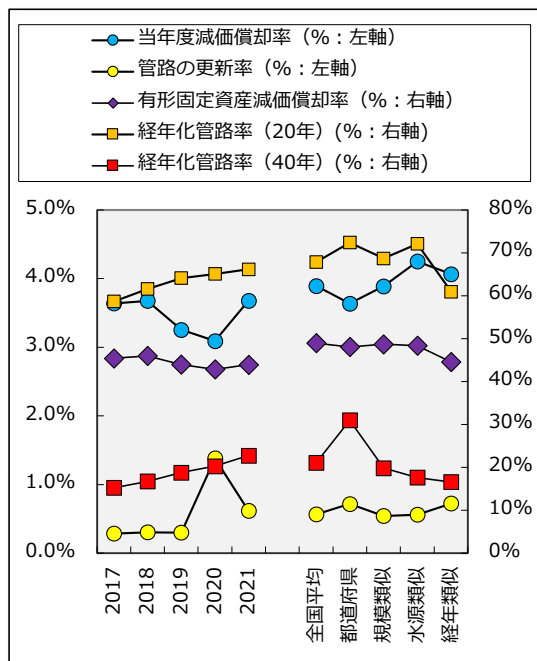 当年度減価償却率（%：左軸）
管路の更新率（%：左軸）
有形固定資産減価償却率（%：右軸）
経年化管路率（20年）(%：右軸)
経年化管路率（40年）(%：右軸)
5.0%
4.0%
3.0%
2.0%
1.0%
0.0%
80%
70%
60%
50%
40%
30%
20%
10%
0%
2017
2018
2019
2020
2021
全国平均
都道府県
規模類似
水源類似
経年類似